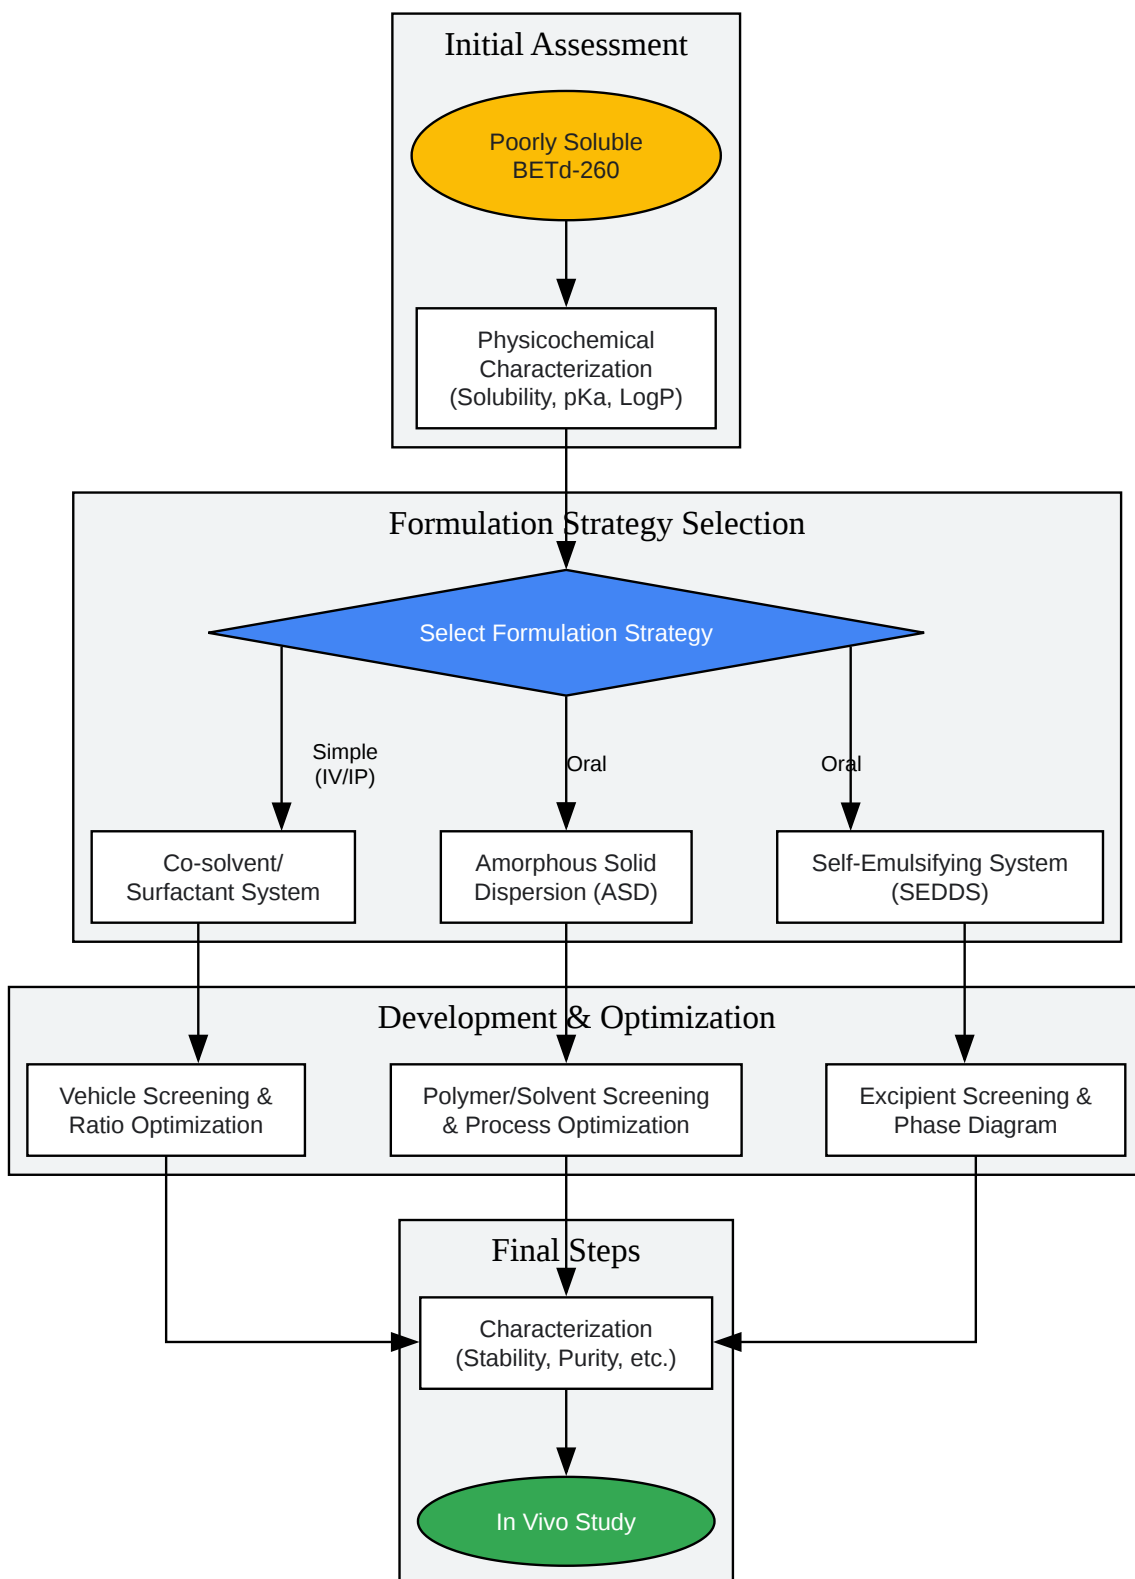 Initial Assessment
Poorly Soluble
BETd-260
Physicochemical
Characterization
(Solubility, pKa, LogP)
Formulation Strategy Selection
Select Formulation Strategy
Simple
(IV/IP)
Oral
Oral
Co-solvent/
Surfactant System
Amorphous Solid
Dispersion (ASD)
Self-Emulsifying System
(SEDDS)
Development & Optimization
Vehicle Screening &
Ratio Optimization
Polymer/Solvent Screening
& Process Optimization
Excipient Screening &
Phase Diagram
Final Steps
Characterization
(Stability, Purity, etc.)
In Vivo Study